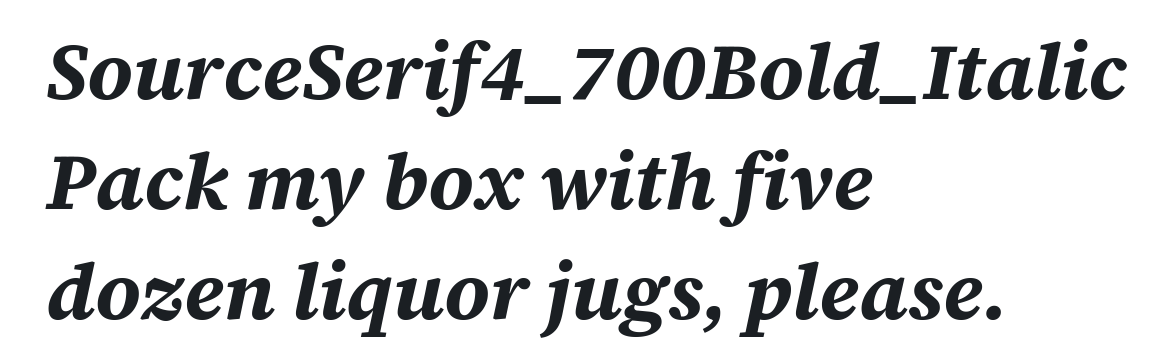 SourceSerif4_700Bold_Italic
Pack my box with five
dozen liquor jugs, please.